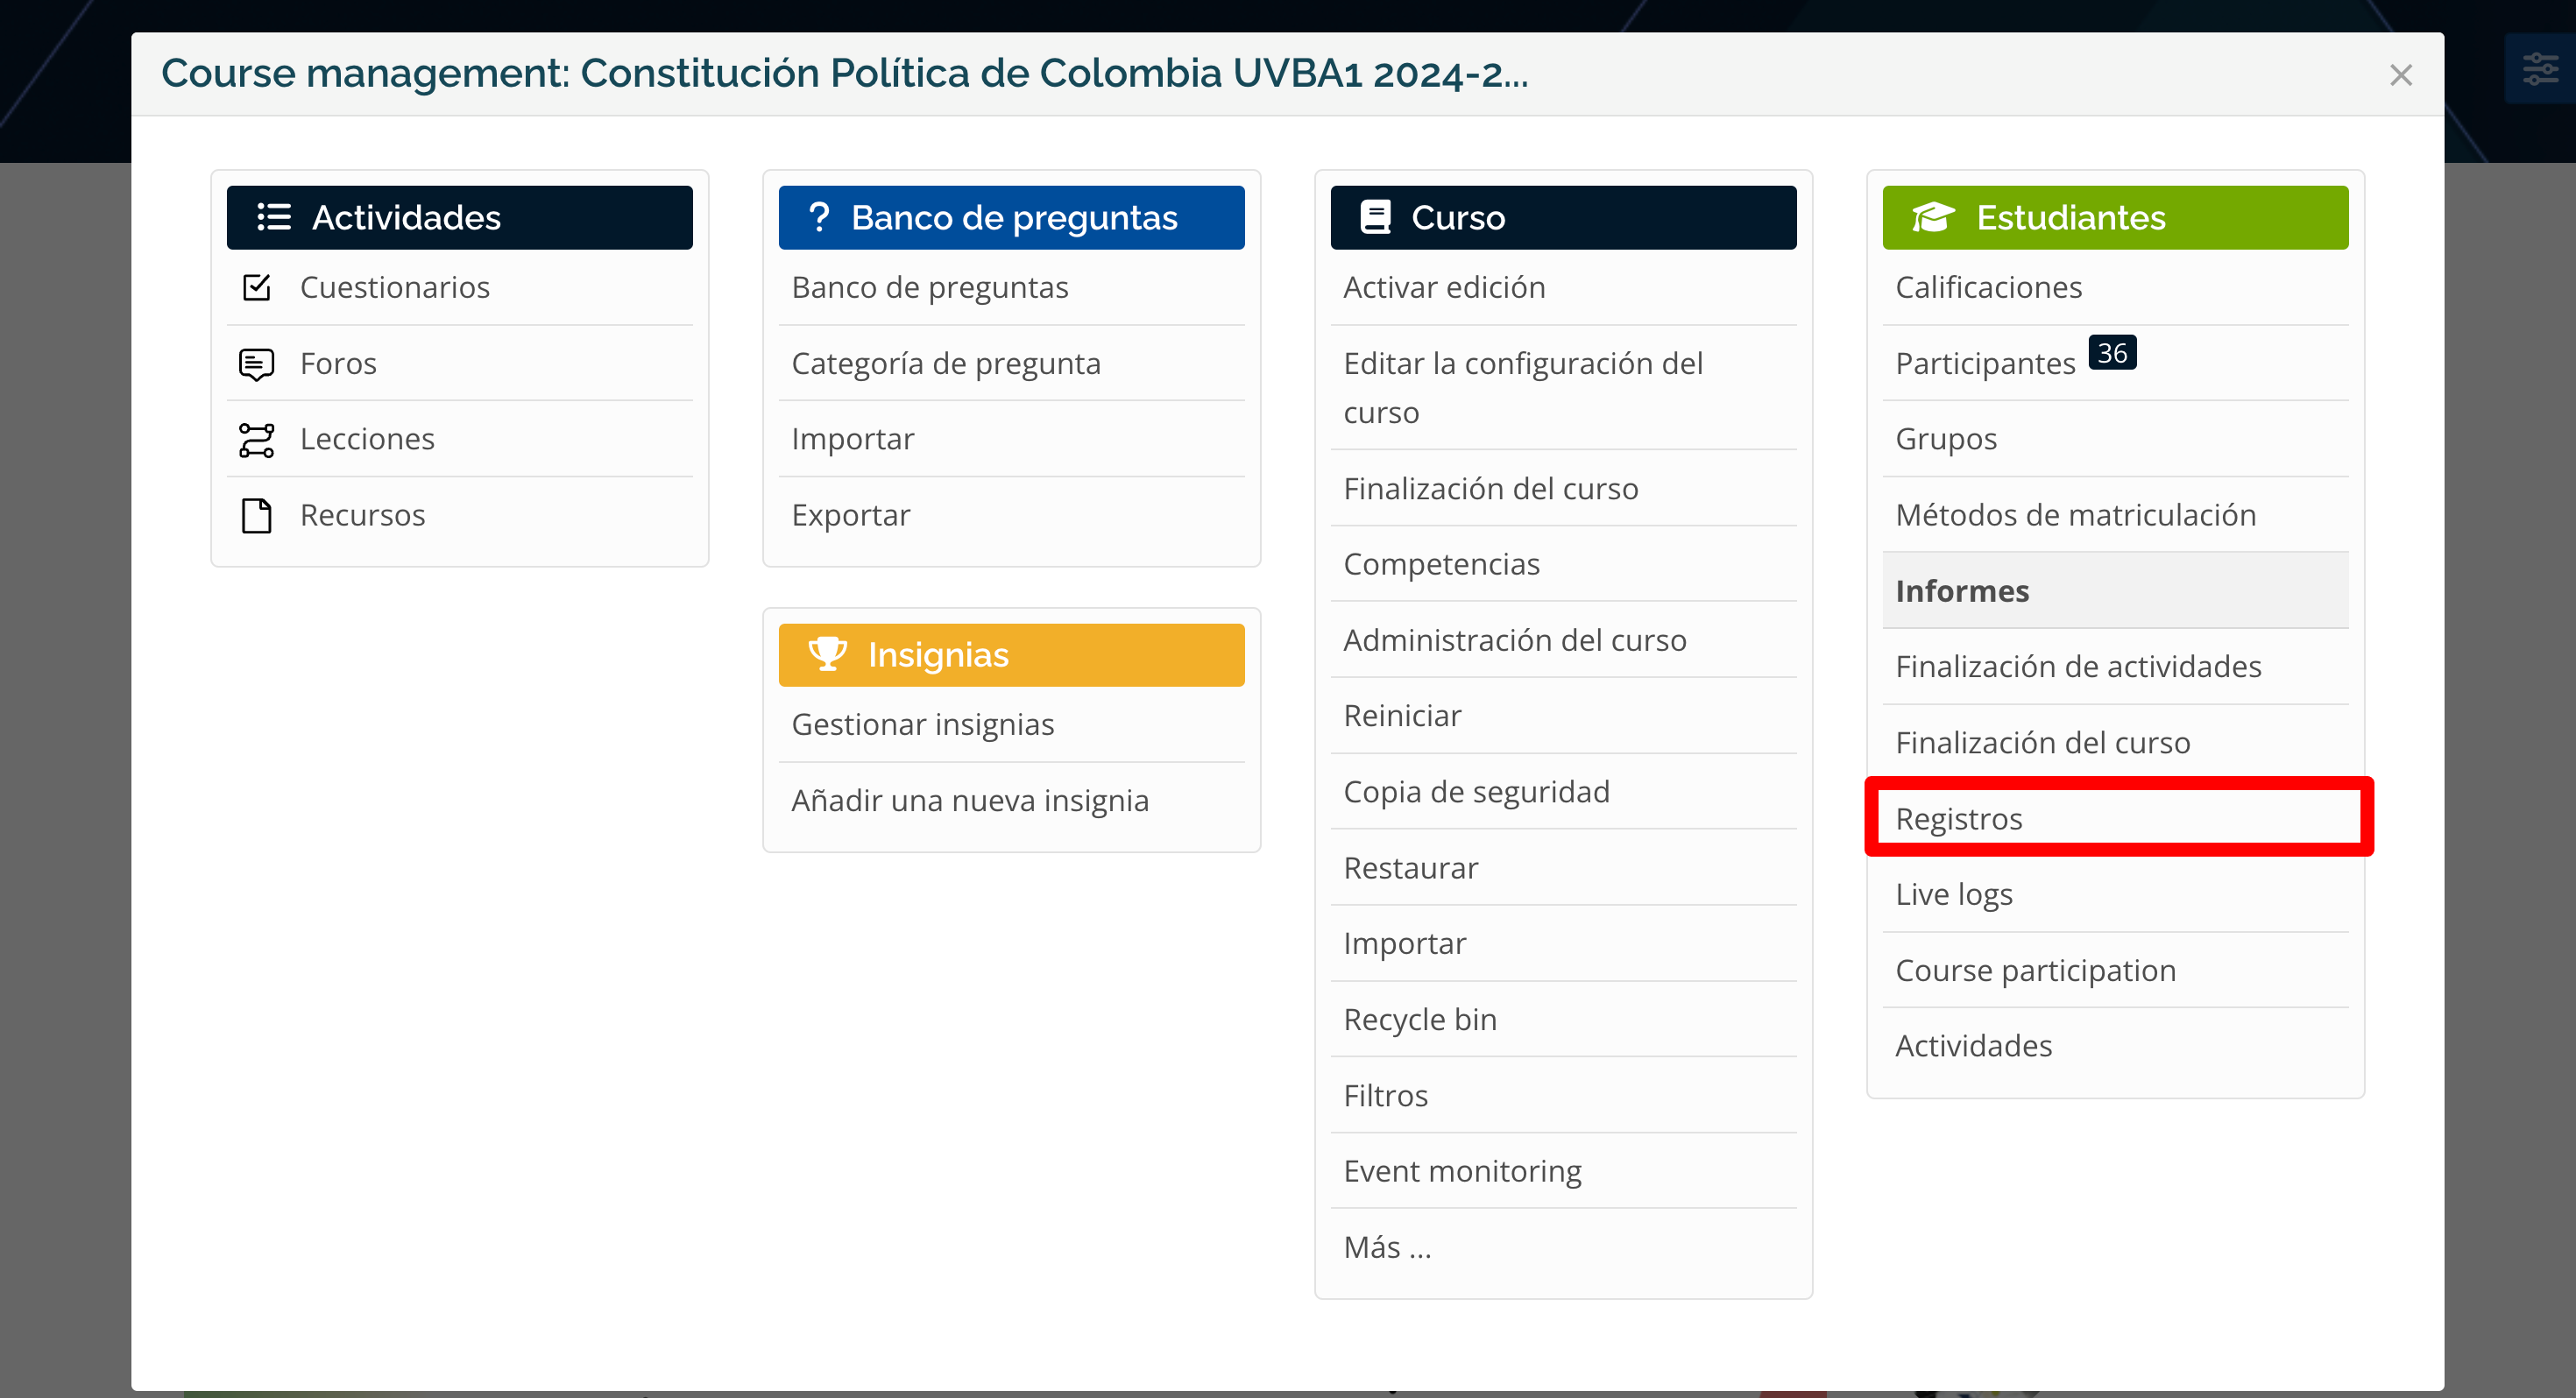 Course management: Constitución Política de Colombia UVBA1 2024-2...
Actividades
Cuestionarios
Foros
Lecciones
Recursos
? Banco de preguntas
Banco de preguntas
Categoría de pregunta
Importar
Exportar
Insignias
Gestionar insignias
Añadir una nueva insignia
Curso
Activar edición
Editar la configuración del
curso
Finalización del curso
Competencias
Administración del curso
Reiniciar
Copia de seguridad
Restaurar
Importar
Recycle bin
Filtros
Event monitoring
Más ...
Estudiantes
Calificaciones
Participantes 36
Grupos
Métodos de matriculación
Informes
Finalización de actividades
Finalización del curso
Registros
Live logs
Course participation
Actividades